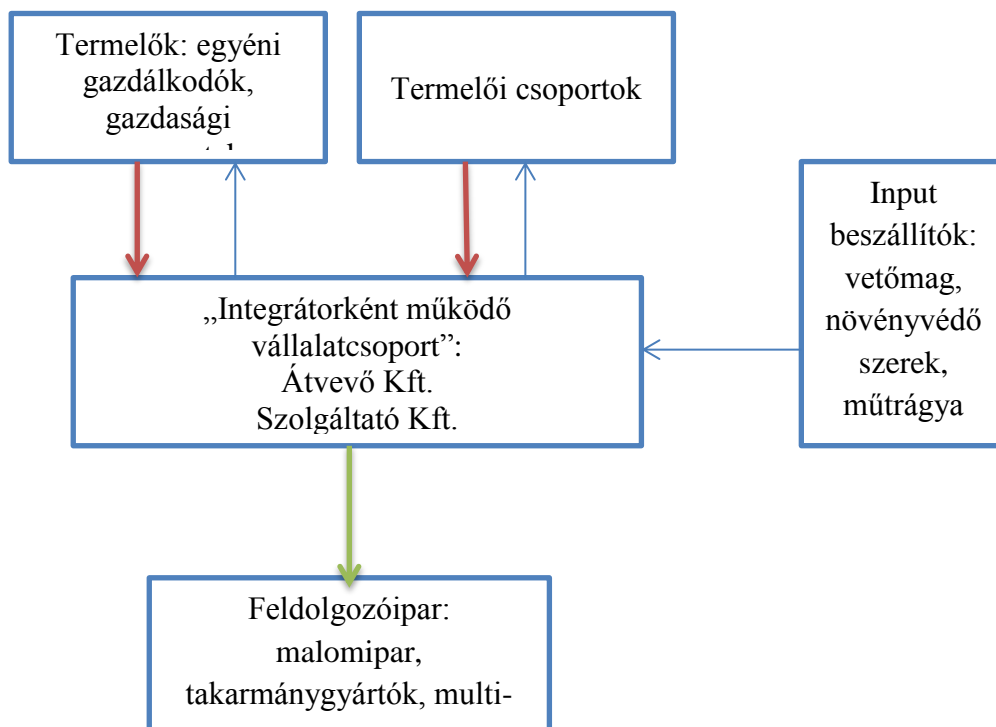 Termelők: egyéni
gazdálkodók,
gazdasági
Termelői csoportok
Input
beszállítók:
vetőmag,
növényvédő
szerek,
műtrágya
„Integrátorként működő
vállalatcsoport”:
Átvevő Kft.
Szolgáltató Kft.
Feldolgozóipar:
malomipar,
takarmánygyártók, multi-